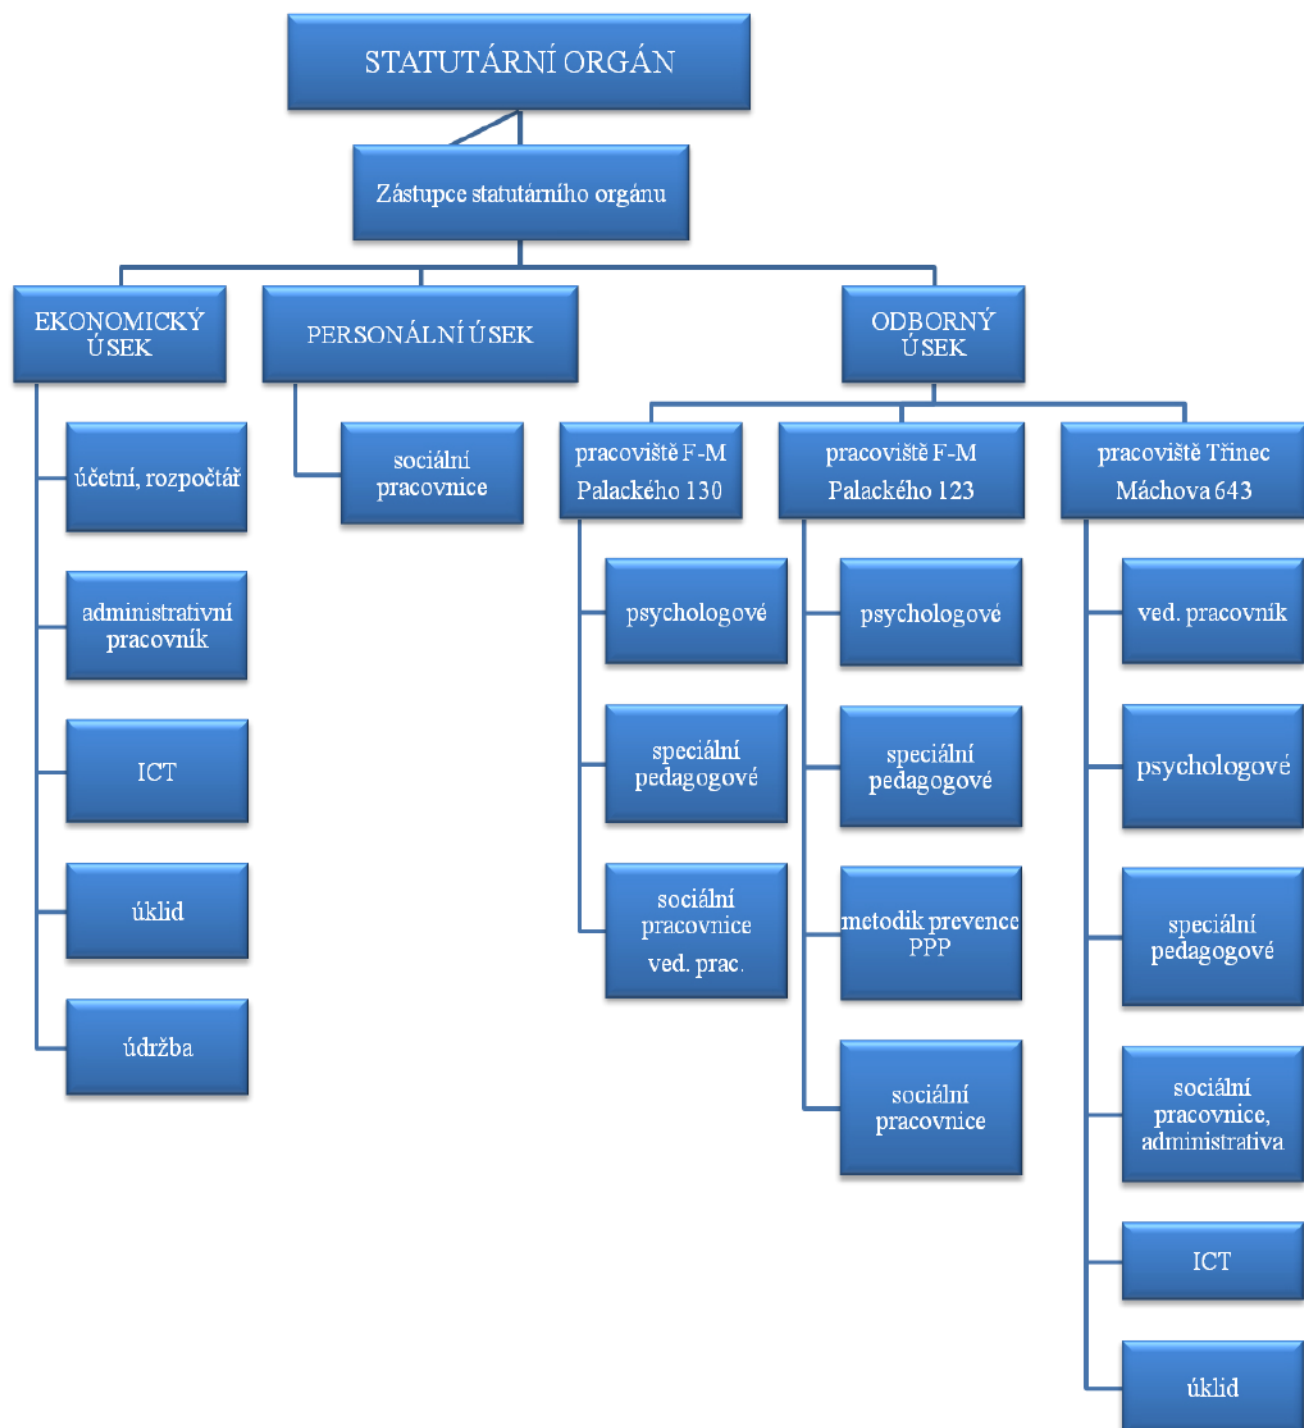 STATUTÁRNÍ ORGÁN
Zástupce statutárního orgánu
EKONOMICKÝ
ÚSEK
účetní, rozpočtář
administrativní
pracovník
ICT
úklid
údržba
PERSONÁLNÍ ÚSEK
sociální
pracovnice
ODBORNÝ
ÚSEK
pracoviště F-M
Palackého 130
psychologové
speciální
pedagogové
sociální
pracovnice
ved. prac.
pracoviště F-M
Palackého 123
psychologové
speciální
pedagogové
metodik prevence
PPP
sociální
pracovnice
pracoviště Třinec
Máchova 643
ved. pracovník
psychologové
speciální
pedagogové
sociální
pracovnice,
administrativa
ICT
úklid